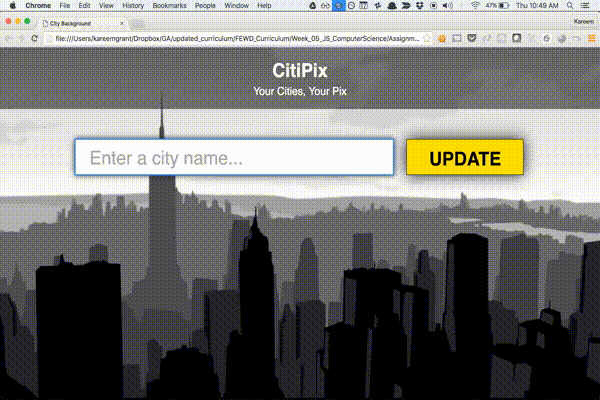 Chrome File Edit View History Bookmarks People Window Help 47% Thu 10:49 AM
City Background Kareem
file:///Users/kareemgrant/Dropbox/GA/updated_curriculum/FEWD_Curriculum/Week_05_JS_ComputerScience/Assignm...
CitiPix
Your Cities, Your Pix
Enter a city name... UPDATE